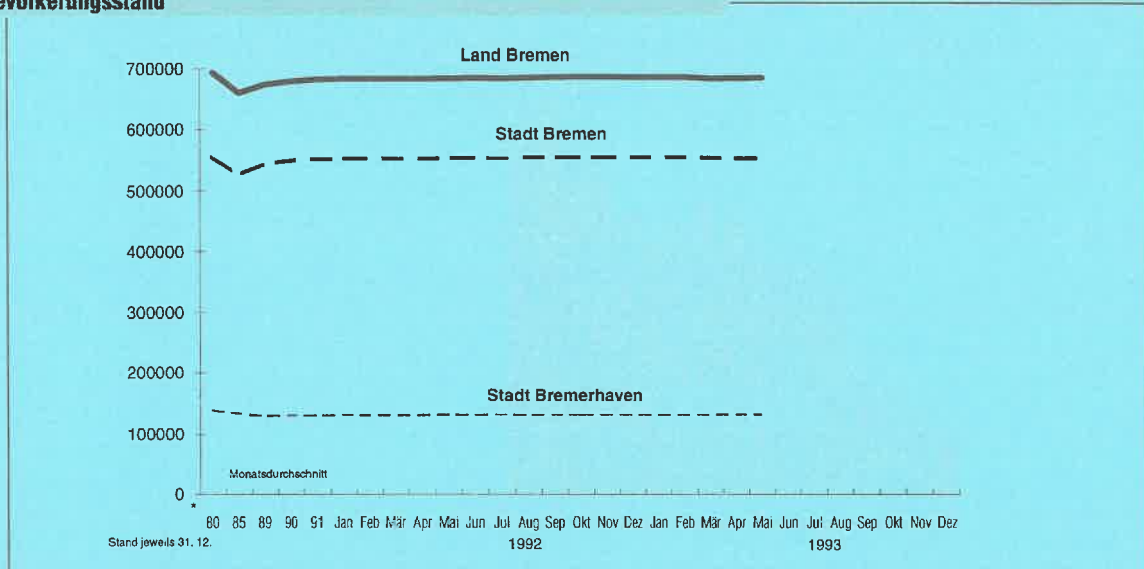 Bevölkerungsstand
Land Bremen
700000
600000
Stadt Bremen
500000
400000
300000
200000
Stadt Bremerhaven
100000
Monatsdurchschnitt
0
*
80 85 89 90 91 Jan Feb Mär Apr Mai Jun Jul Aug Sep Okt Nov Dez Jan Feb Mär Apr Mai Jun Jul Aug Sep Okt Nov Dez
Stand jeweils 31. 12.
1992 1993